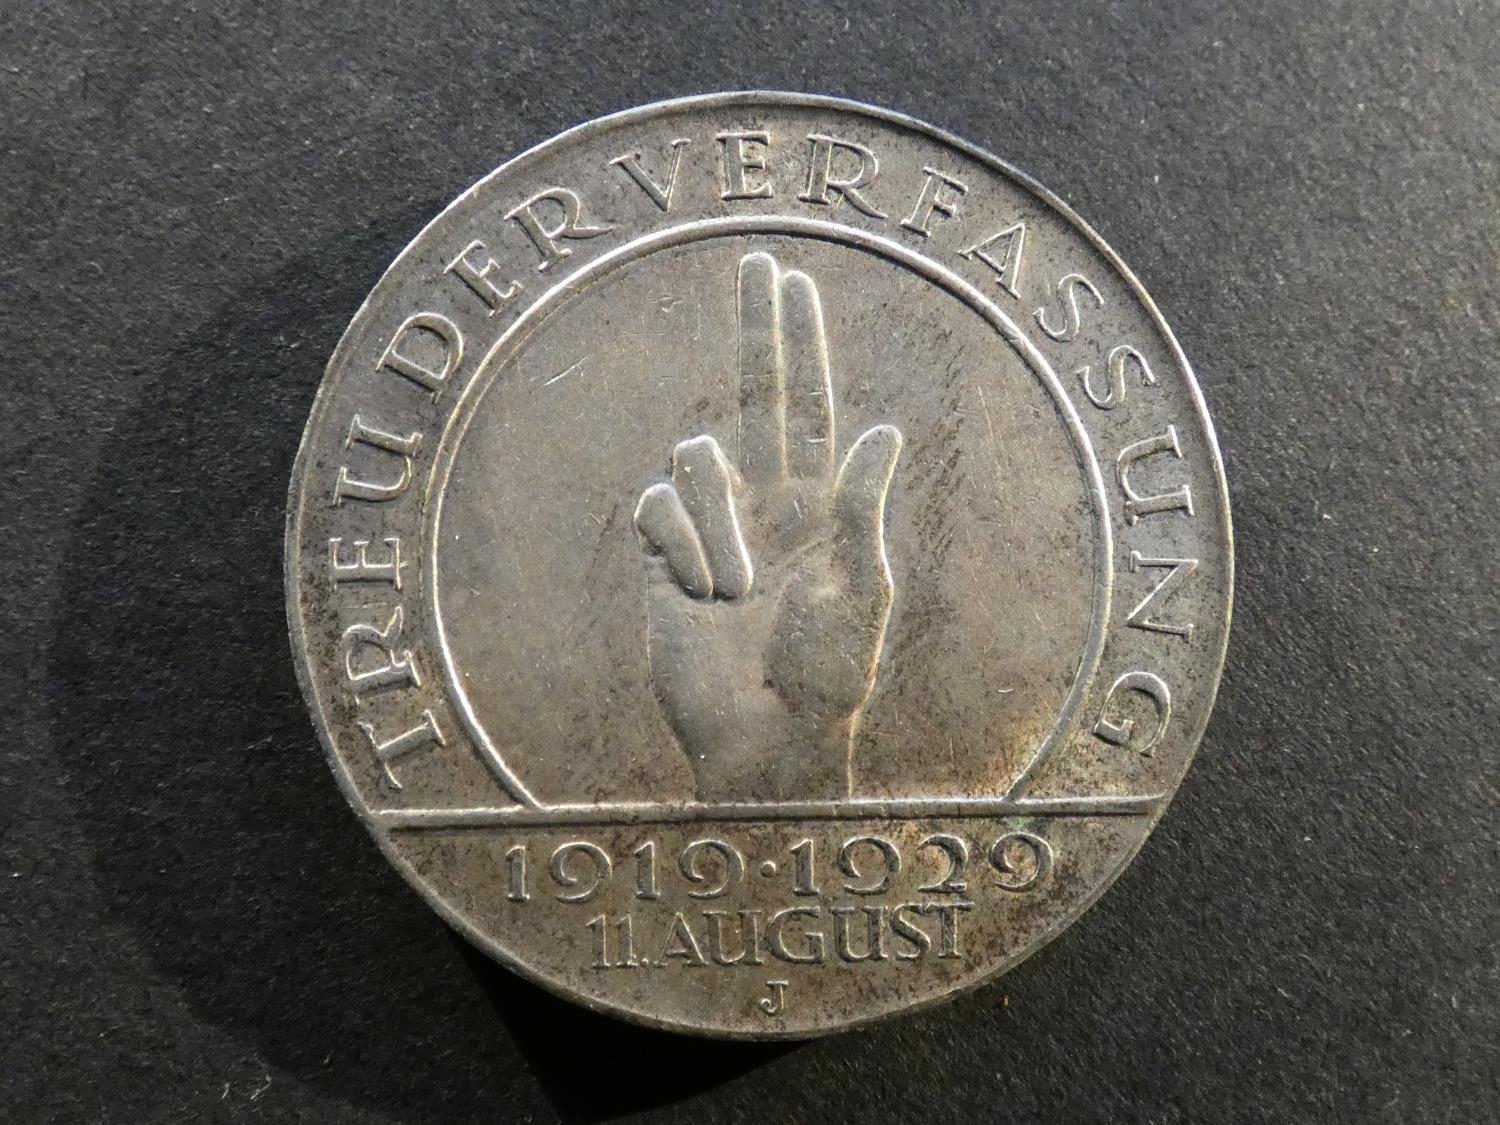 TREU DER VERFASSUNG
1919·1929
11.AUGUST
J